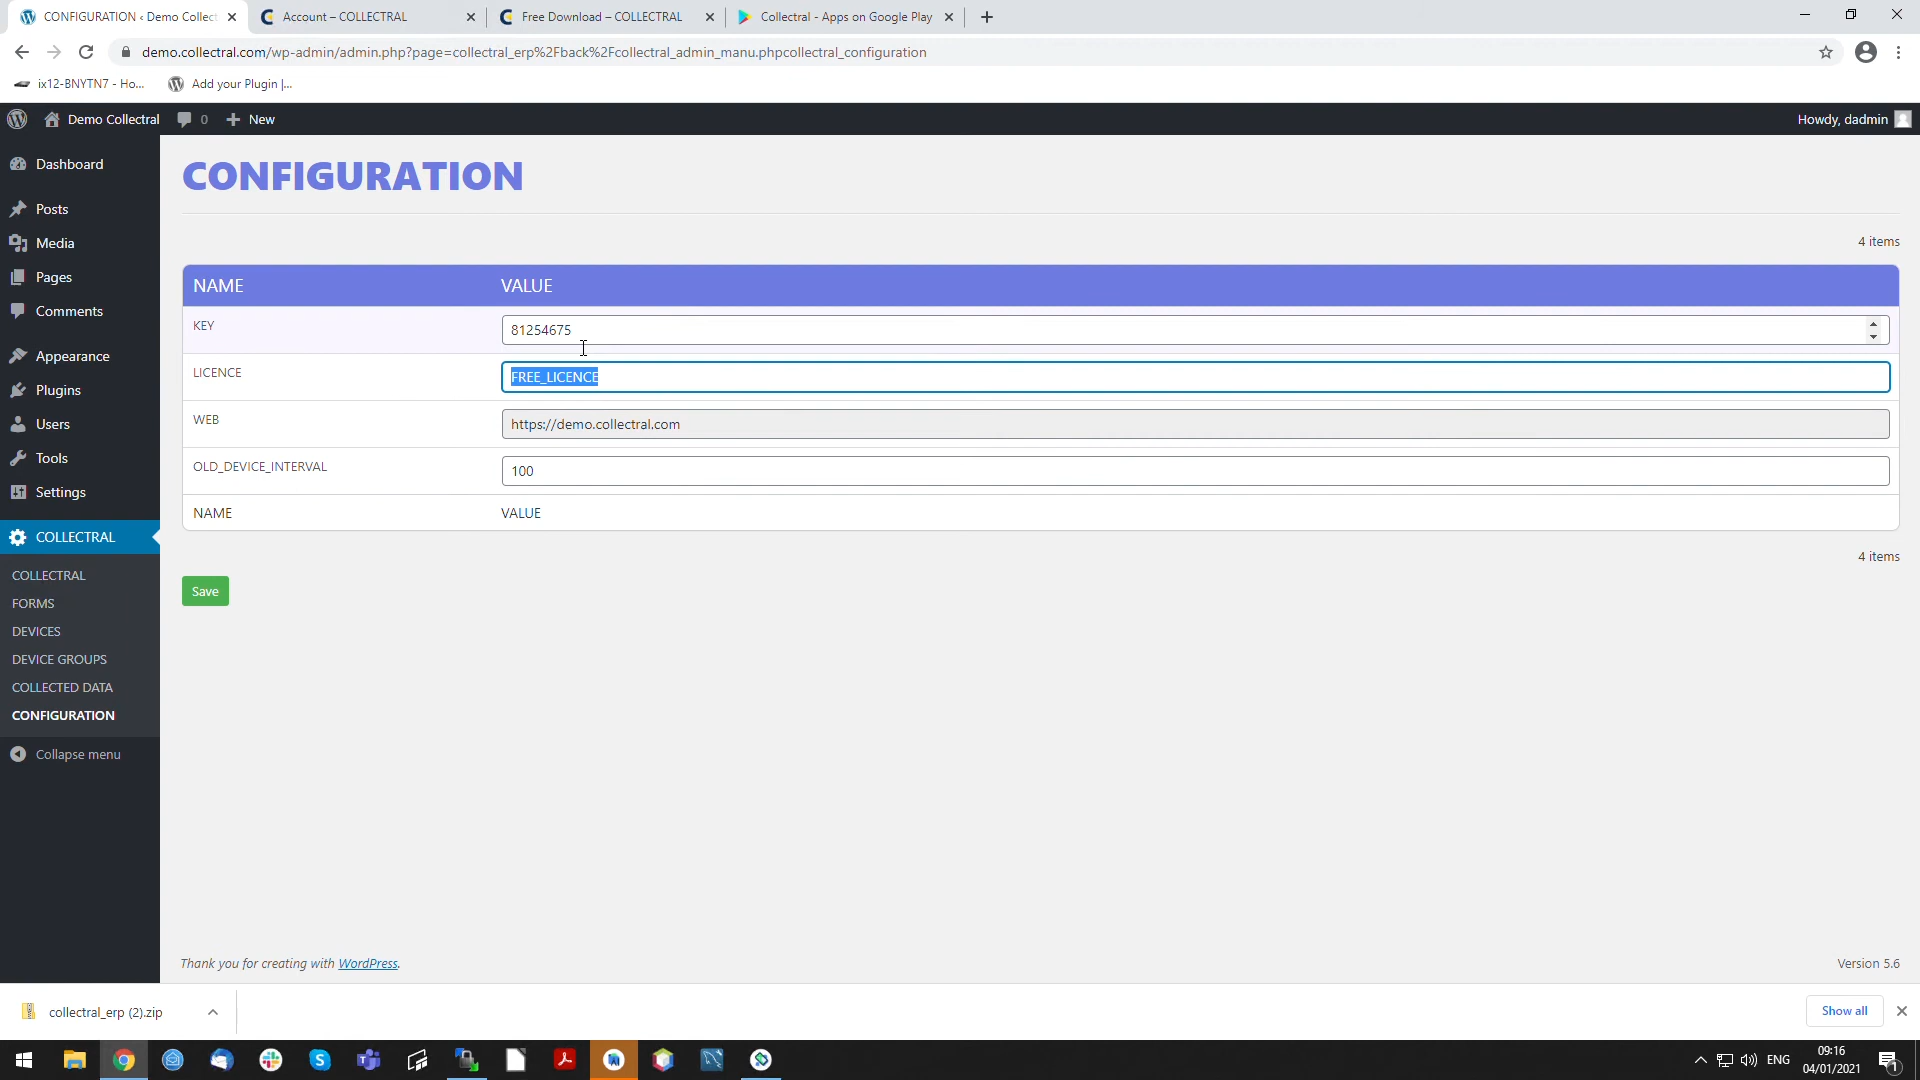 CONFIGURATION ‹ Demo Collect
Account – COLLECTRAL
Free Download – COLLECTRAL
Collectral - Apps on Google Play
demo.collectral.com/wp-admin/admin.php?page=collectral_erp%2Fback%2Fcollectral_admin_manu.phpcollectral_configuration
ix12-BNYTN7 - Ho...
Add your Plugin |...
Demo Collectral
0
New
Howdy, dadmin
Dashboard
Posts
Media
Pages
Comments
Appearance
Plugins
Users
Tools
Settings
COLLECTRAL
COLLECTRAL
FORMS
DEVICES
DEVICE GROUPS
COLLECTED DATA
CONFIGURATION
Collapse menu
CONFIGURATION
4 items
NAME VALUE
KEY 81254675
LICENCE FREE_LICENCE
WEB https://demo.collectral.com
OLD_DEVICE_INTERVAL 100
NAME VALUE
4 items
Save
Thank you for creating with WordPress.
Version 5.6
collectral_erp (2).zip
Show all
ENG
09:16
04/01/2021
1